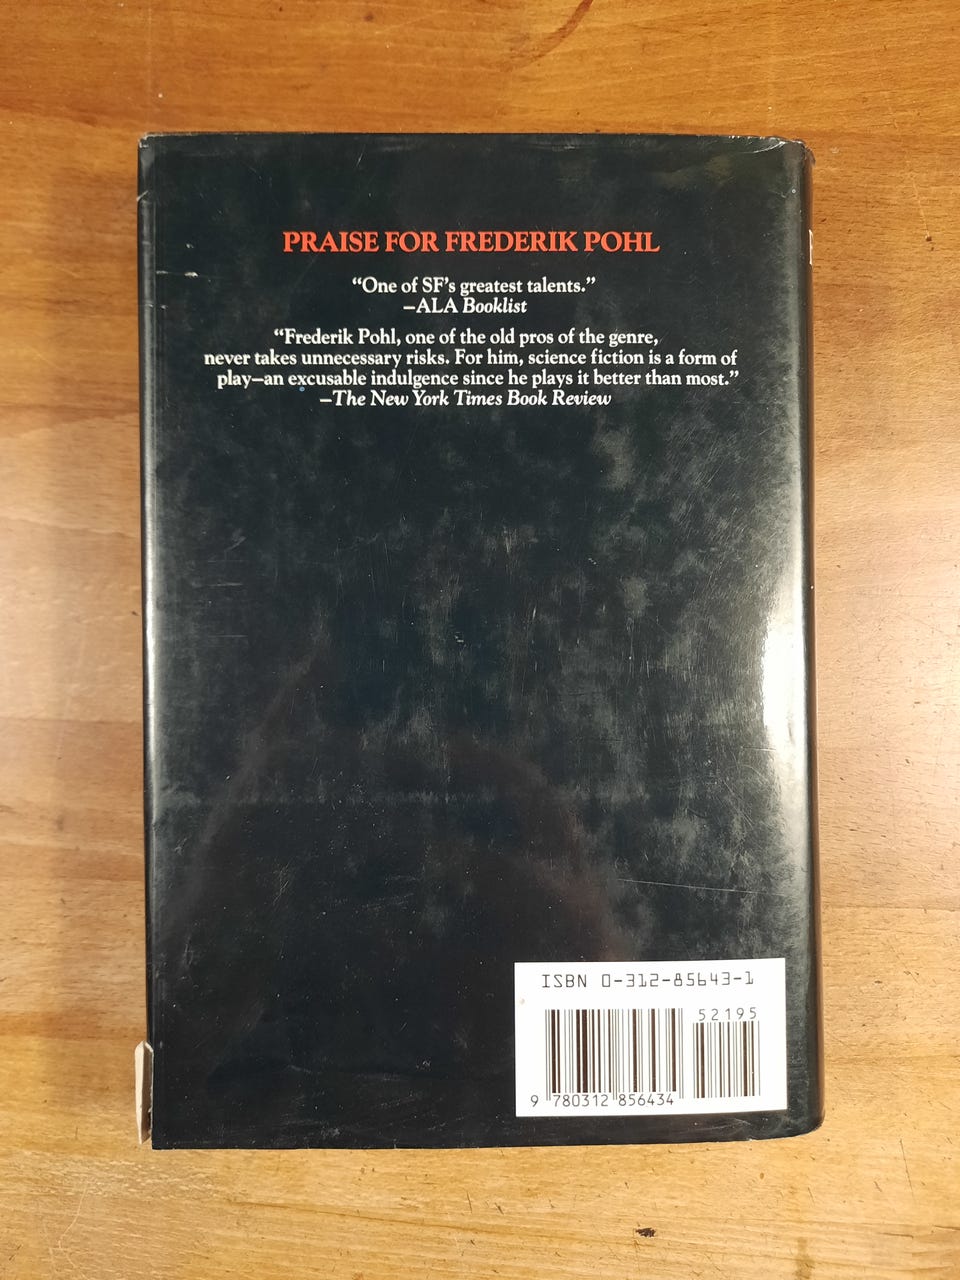 PRAISE FOR FREDERIK POHL
“One of SF’s greatest talents.”
—ALA Booklist
“Frederik Pohl, one of the old pros of the genre,
never takes unnecessary risks. For him, science fiction is a form of
play—an excusable indulgence since he plays it better than most.”
—The New York Times Book Review
ISBN 0-312-85643-1
52195
9 780312 856434